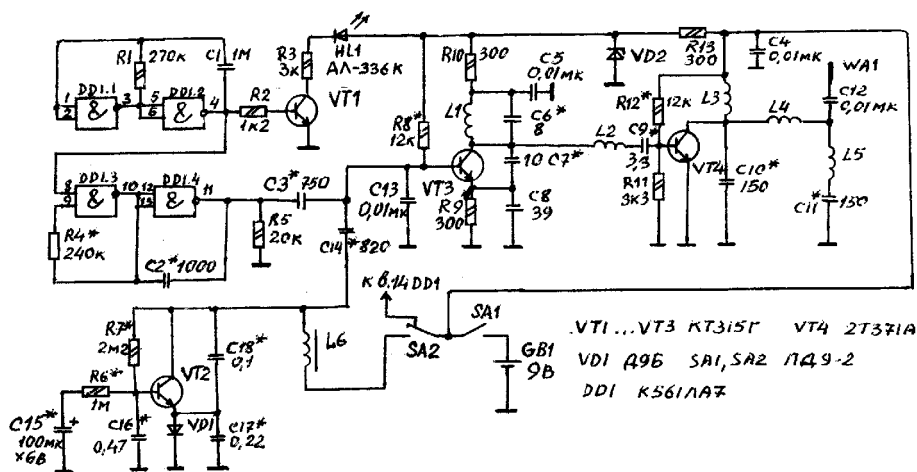 R1
270к
C1
1М
DD1.1
DD1.2
1
2
&
3
5
6
&
4
R2
1к2
R3
3к
HL1
АЛ-336К
VT1
R8*
12к
R10
300
L1
C5
0,01мк
C6*
8
10 C7*
C8
39
R9
300
VT3
C13
0,01мк
L2
C9*
3,3
R12*
12к
R11
3К3
VT4
VD2
R13
300
C4
0,01мк
L3
L4
WA1
C12
0,01мк
L5
C10*
150
C11*
150
DD1.3
DD1.4
8
9
&
10
12
13
&
11
R4*
240к
C2*1000
R5
20к
C3*750
C14*820
к в.14 DD1
SA2
SA1
GB1
9В
L6
R7*
2м2
R6*
1М
C15*
100мк
×6В
C16*
0,47
VT2
VD1
C18*
0,1
C17*
0,22
VT1...VT3 КТ315Г VT4 2Т371А
VD1 Д9Б SA1, SA2 ПД9-2
DD1 К561ЛА7